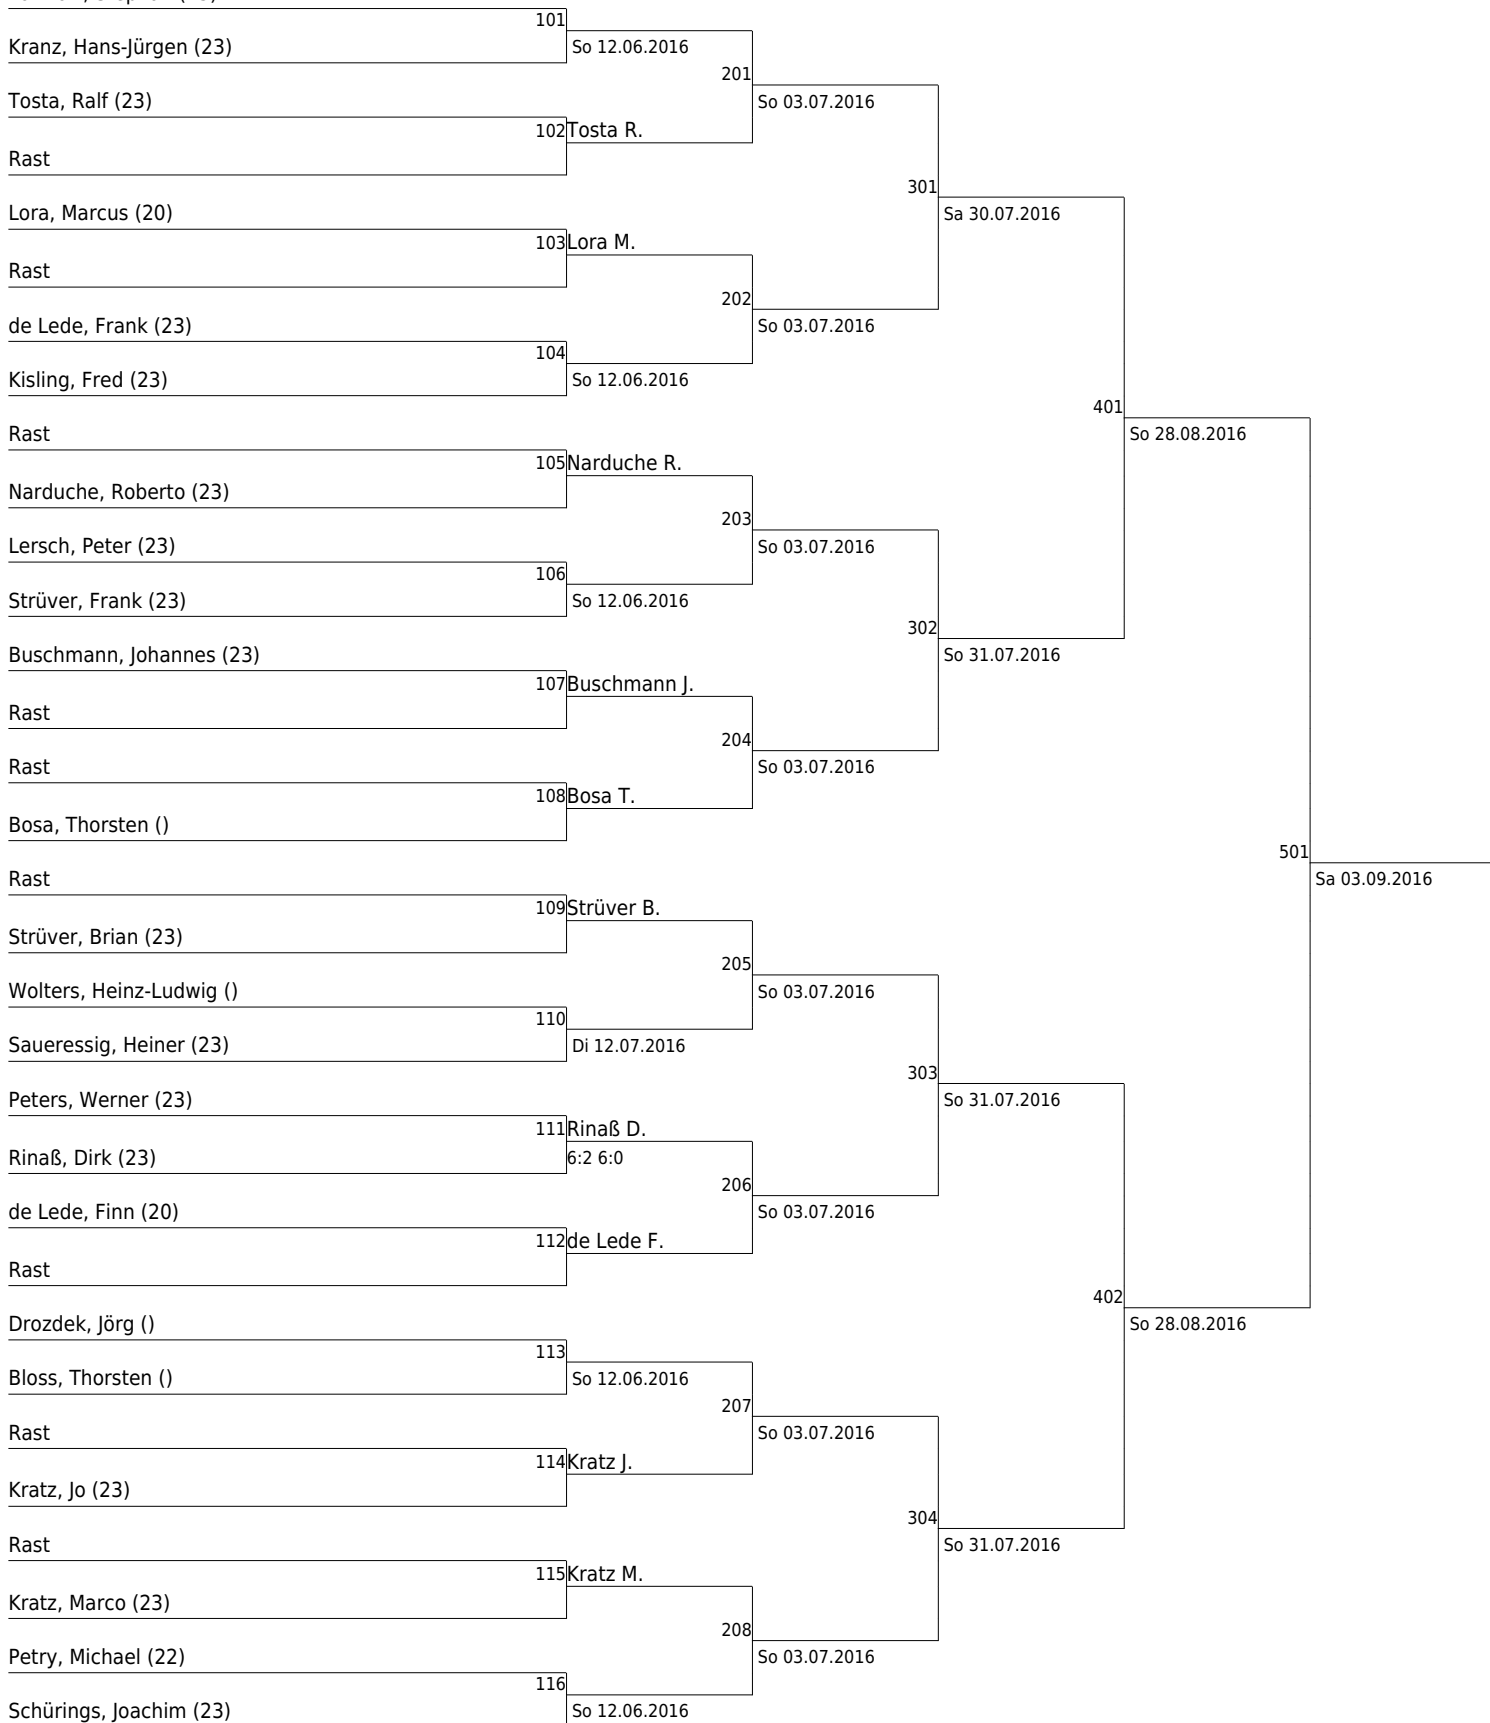 101
Kranz, Hans-Jürgen (23)
So 12.06.2016
201
Tosta, Ralf (23)
So 03.07.2016
102 Tosta R.
Rast
301
Lora, Marcus (20)
Sa 30.07.2016
103 Lora M.
Rast
202
de Lede, Frank (23)
So 03.07.2016
104
Kisling, Fred (23)
So 12.06.2016
401
Rast
So 28.08.2016
105 Narduche R.
Narduche, Roberto (23)
203
Lersch, Peter (23)
So 03.07.2016
106
Strüver, Frank (23)
So 12.06.2016
302
Buschmann, Johannes (23)
So 31.07.2016
107 Buschmann J.
Rast
204
Rast
So 03.07.2016
108 Bosa T.
Bosa, Thorsten ()
501
Rast
Sa 03.09.2016
109 Strüver B.
Strüver, Brian (23)
205
Wolters, Heinz-Ludwig ()
So 03.07.2016
110
Saueressig, Heiner (23)
Di 12.07.2016
303
Peters, Werner (23)
So 31.07.2016
111 Rinaß D.
Rinaß, Dirk (23)
6:2 6:0
206
de Lede, Finn (20)
So 03.07.2016
112 de Lede F.
Rast
402
Drozdek, Jörg ()
So 28.08.2016
113
Bloss, Thorsten ()
So 12.06.2016
207
Rast
So 03.07.2016
114 Kratz J.
Kratz, Jo (23)
304
Rast
So 31.07.2016
115 Kratz M.
Kratz, Marco (23)
208
Petry, Michael (22)
So 03.07.2016
116
Schürings, Joachim (23)
So 12.06.2016